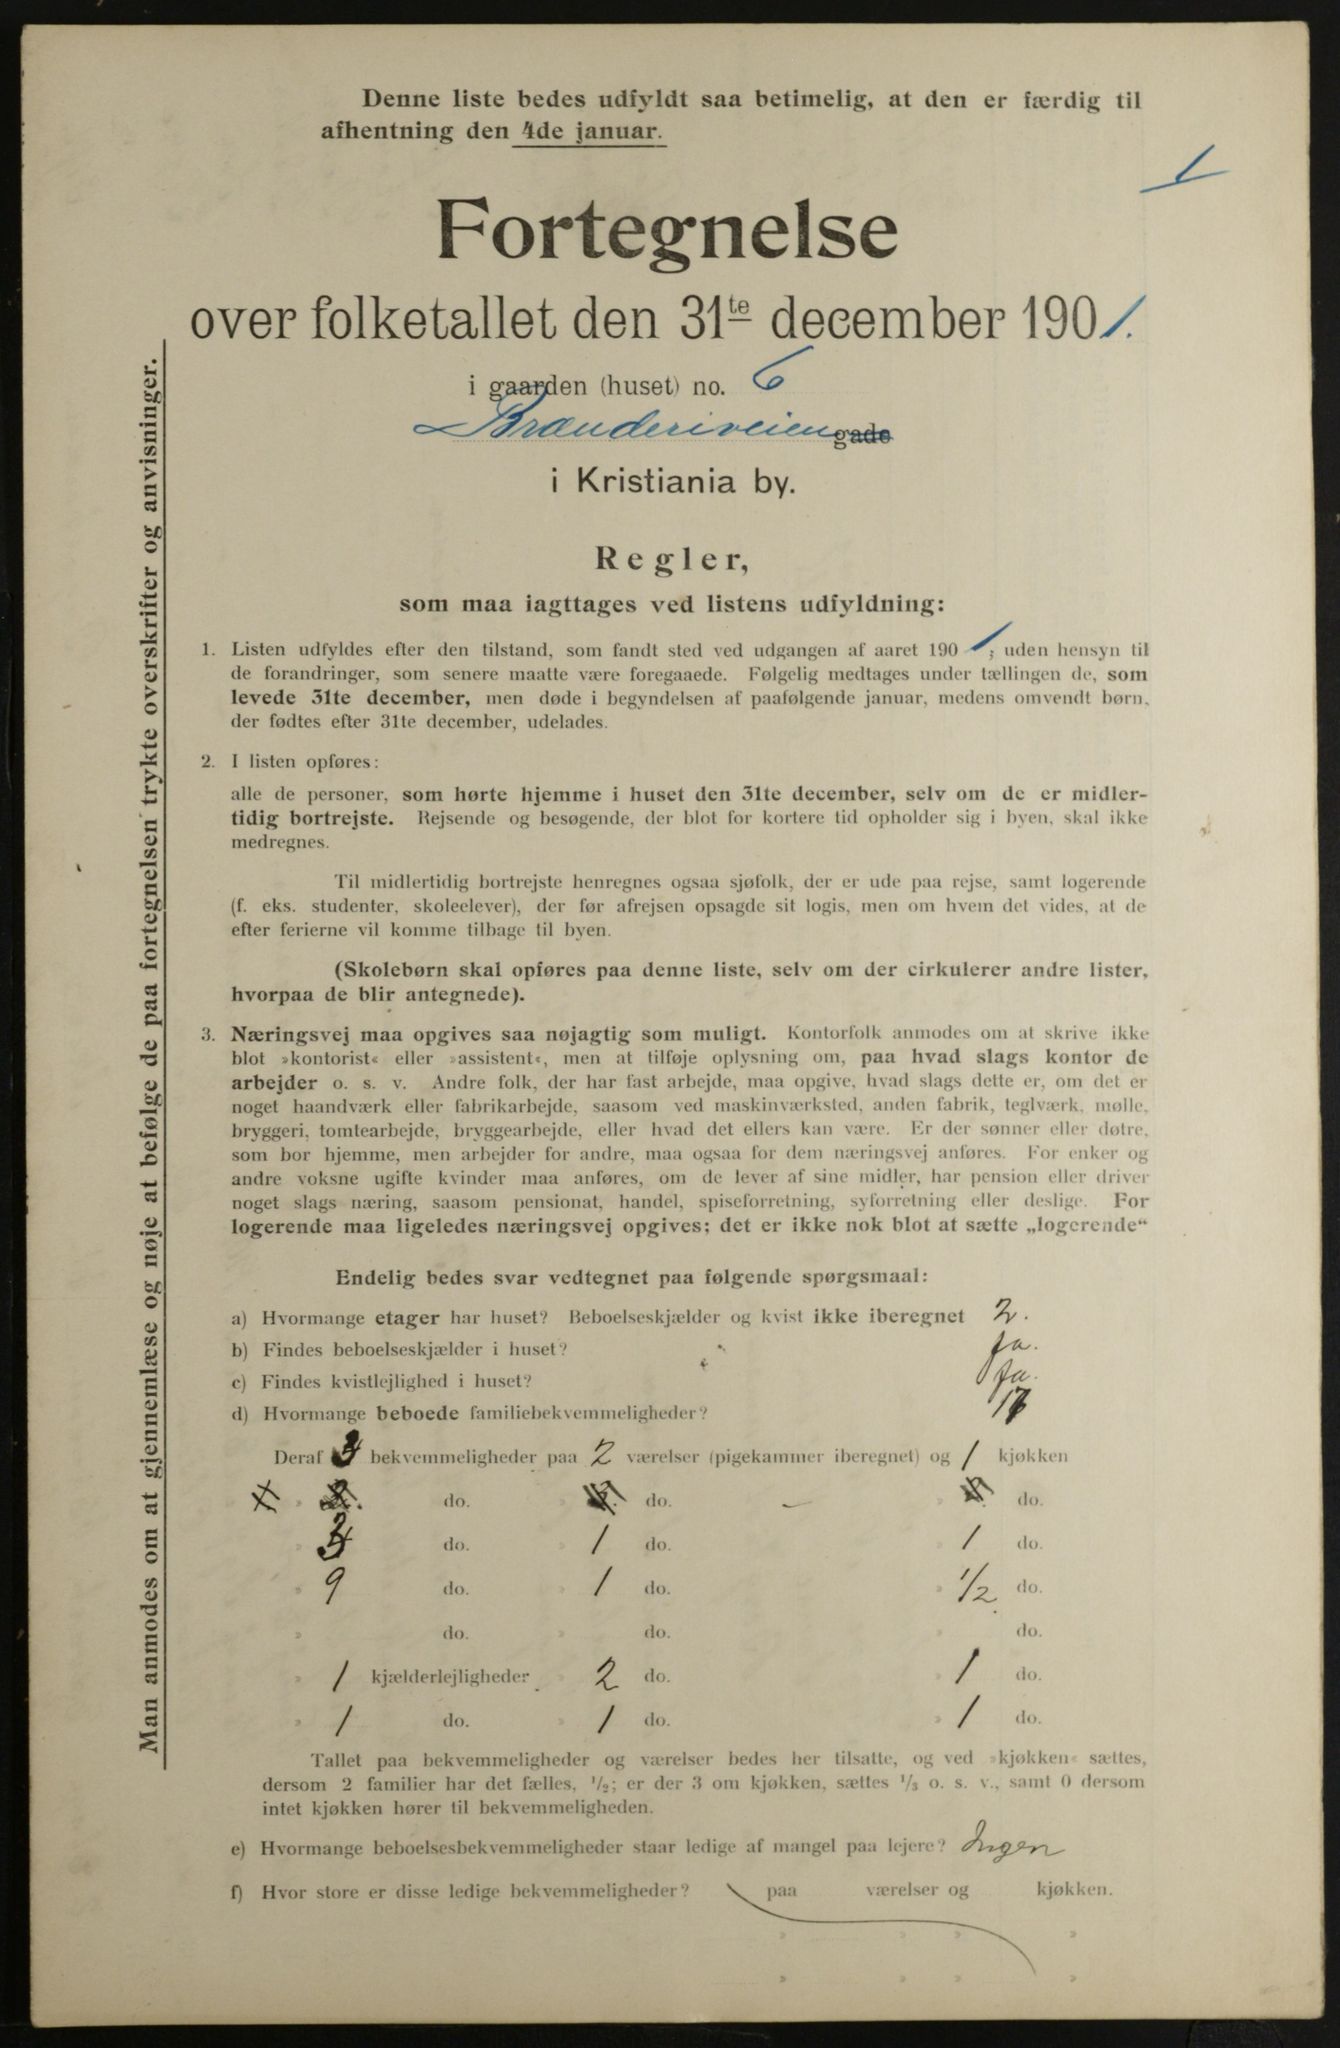 Denne liste bedes udfyldt saa betimelig, at den er færdig til
afhentning den 4de januar.
1
Fortegnelse
over folketallet den 31te december 1901.
i gaarden (huset) no. 6
Brænderiveien gade
i Kristiania by.
Regler,
som maa iagttages ved listens udfyldning:
1. Listen udfyldes efter den tilstand, som fandt sted ved udgangen af aaret 1901, uden hensyn til
de forandringer, som senere maatte være foregaaede. Følgelig medtages under tællingen de, som
levede 31te december, men døde i begyndelsen af paafølgende januar, medens omvendt børn,
der fødtes efter 31te december, udelades.
2. I listen opføres:
alle de personer, som hørte hjemme i huset den 31te december, selv om de er midler-
tidig bortrejste. Rejsende og besøgende, der blot for kortere tid opholder sig i byen, skal ikke
medregnes.
Til midlertidig bortrejste henregnes ogsaa sjøfolk, der er ude paa rejse, samt logerende
(f. eks. studenter, skoleelever), der før afrejsen opsagde sit logis, men om hvem det vides, at de
efter ferierne vil komme tilbage til byen.
(Skolebørn skal opføres paa denne liste, selv om der cirkulerer andre lister,
hvorpaa de blir antegnede).
3. Næringsvej maa opgives saa nøjagtig som muligt. Kontorfolk anmodes om at skrive ikke
blot »kontorist« eller »assistent«, men at tilføje oplysning om, paa hvad slags kontor de
arbejder o. s. v. Andre folk, der har fast arbejde, maa opgive, hvad slags dette er, om det er
noget haandværk eller fabrikarbejde, saasom ved maskinværksted, anden fabrik, teglværk, mølle,
bryggeri, tomtearbejde, bryggearbejde, eller hvad det ellers kan være. Er der sønner eller døtre,
som bor hjemme, men arbejder for andre, maa ogsaa for dem næringsvej anføres. For enker og
andre voksne ugifte kvinder maa anføres, om de lever af sine midler, har pension eller driver
noget slags næring, saasom pensionat, handel, spiseforretning, syforretning eller deslige. For
logerende maa ligeledes næringsvej opgives; det er ikke nok blot at sætte „logerende“
Endelig bedes svar vedtegnet paa følgende spørgsmaal:
a) Hvormange etager har huset? Beboelseskjælder og kvist ikke iberegnet 2.
b) Findes beboelseskjælder i huset? ja.
c) Findes kvistlejlighed i huset? ja.
d) Hvormange beboede familiebekvemmeligheder?
Deraf bekvemmeligheder paa 2 værelser (pigekammer iberegnet) og 1 kjøkken
" do. do. — " do.
do. " 1 do. " 1 do.
" 9 do. " 1 do. " 1/2 do.
" do. " do. do.
" 1 kjælderlejligheder " 2 do. " 1 do.
" 1 do. " 1 do. " 1 do.
Tallet paa bekvemmeligheder og værelser bedes her tilsatte, og ved »kjøkken« sættes,
dersom 2 familier har det fælles, 1/2; er der 3 om kjøkken, sættes 1/3 o. s. v., samt 0 dersom
intet kjøkken hører til bekvemmeligheden.
e) Hvormange beboelsesbekvemmeligheder staar ledige af mangel paa lejere? Ingen
f) Hvor store er disse ledige bekvemmeligheder? paa værelser og kjøkken.
" " " "
" " " "
Man anmodes om at gjennemlæse og nøje at befølge de paa fortegnelsen trykte overskrifter og anvisninger.